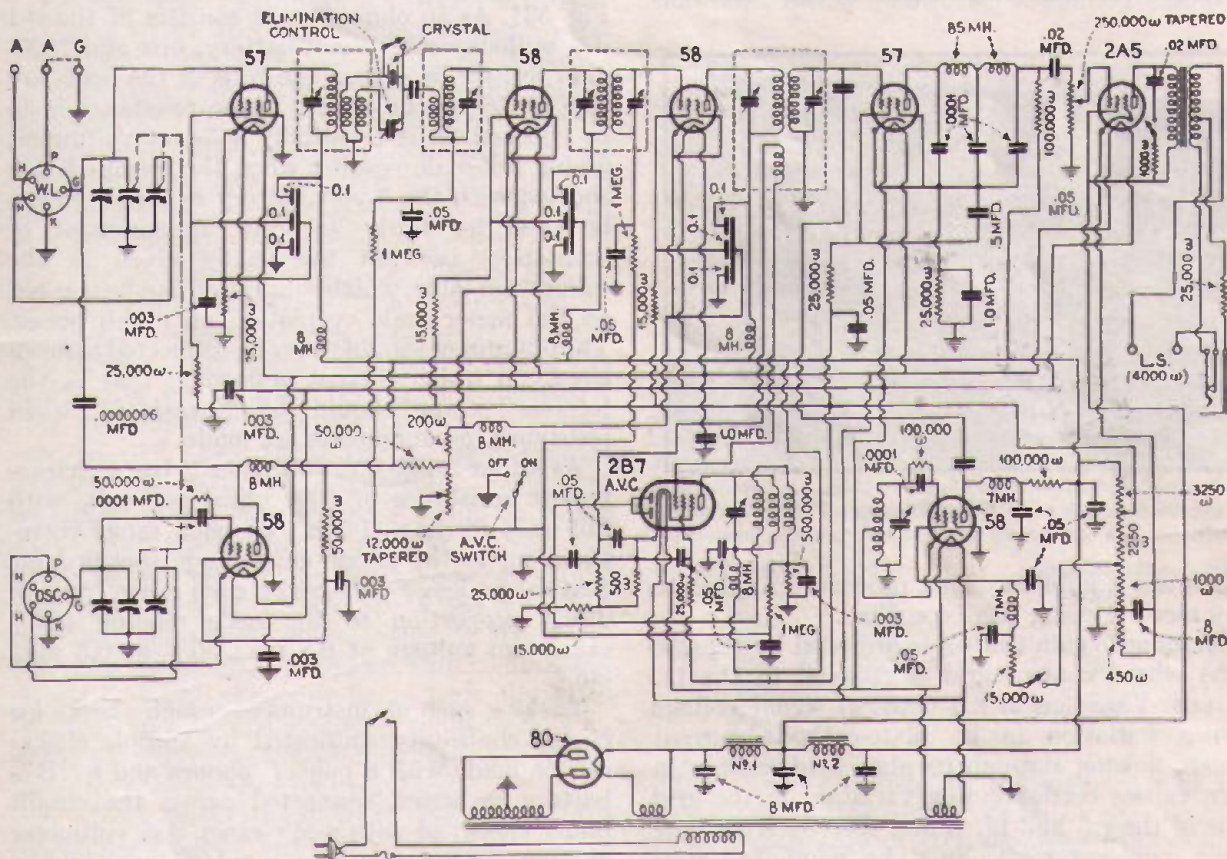 ELIMINATION
CONTROL
CRYSTAL
A A G
57
58
58
57
85 MH.
.02
MFD.
250,000 ω TAPERED
2A5
.02 MFD.
H P
W.L. G
H K
.0001
MFD.
100,000 ω
1000 ω
0.1
0.1
0.1
0.1
0.1
0.1
0.1
.05
MFD.
.5 MFD.
1 MEG.
.05
MFD.
1 MEG.
.003
MFD.
25,000 ω
8
MH.
15,000 ω
8 MH.
.05
MFD.
15,000 ω
8
MH.
25,000 ω
.05 MFD.
25,000 ω
1.0 MFD.
25,000 ω
L.S.
(4000 ω)
25,000 ω
.0000006
MFD
.003
MFD.
50,000
ω
200 ω
8 MH.
OFF ON
1.0 MFD.
2B7
A.V.C
100,000
ω
.0001
MFD.
100,000 ω
3250
50,000 ω
.0001 MFD.
8 MH.
58
50,000 ω
.05
MFD.
7 MH.
58
.05
MFD.
2250
ω
1000
ω
12,000 ω
TAPERED
A.V.C.
SWITCH
500,000 ω
H P
OSC. G
H K
.003
MFD
25,000 ω
500
ω
25,000 ω
.05
MFD.
8 MH.
1
MEG
.003
MFD.
7 MH.
8
MFD
15,000 ω
.003
MFD.
.05
MFD
15,000 ω
450 ω
80
Nº.1
Nº.2
8 MFD.